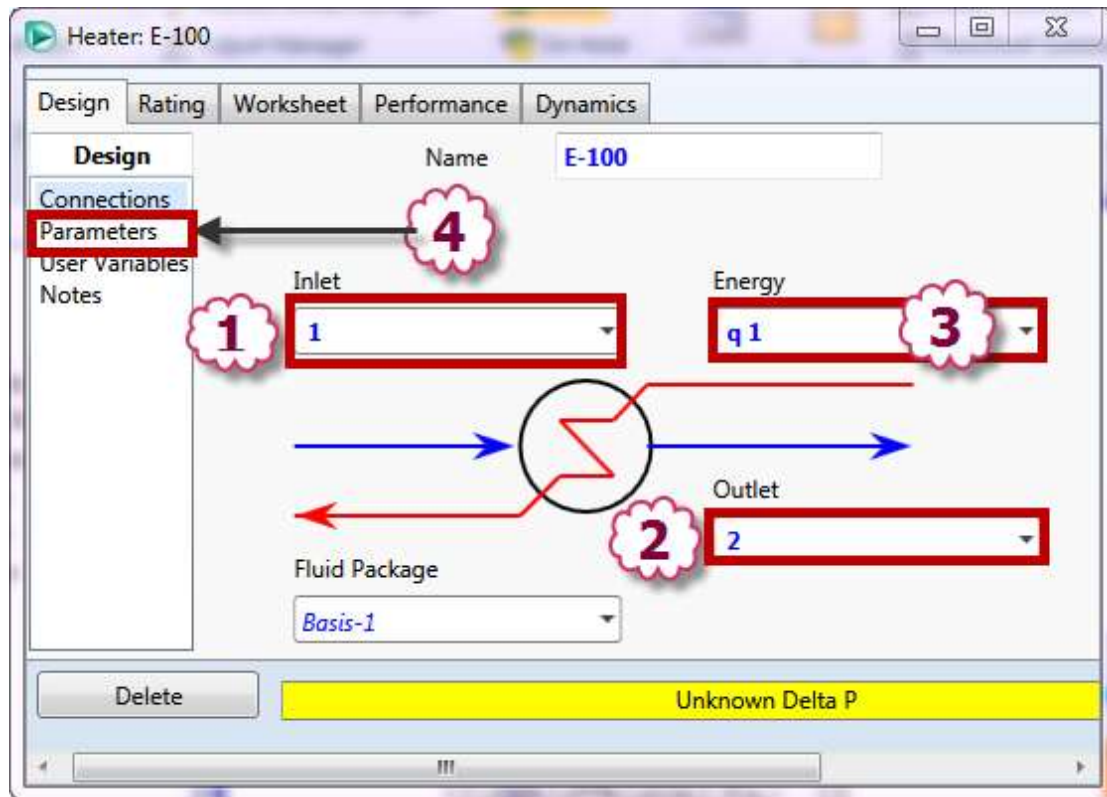 Heater: E-100
Design Rating Worksheet Performance Dynamics
Design
Name E-100
Connections
Parameters
4
User Variables
Notes
Inlet
Energy
1
1
q 1
3
Outlet
2
2
Fluid Package
Basis-1
Delete
Unknown Delta P